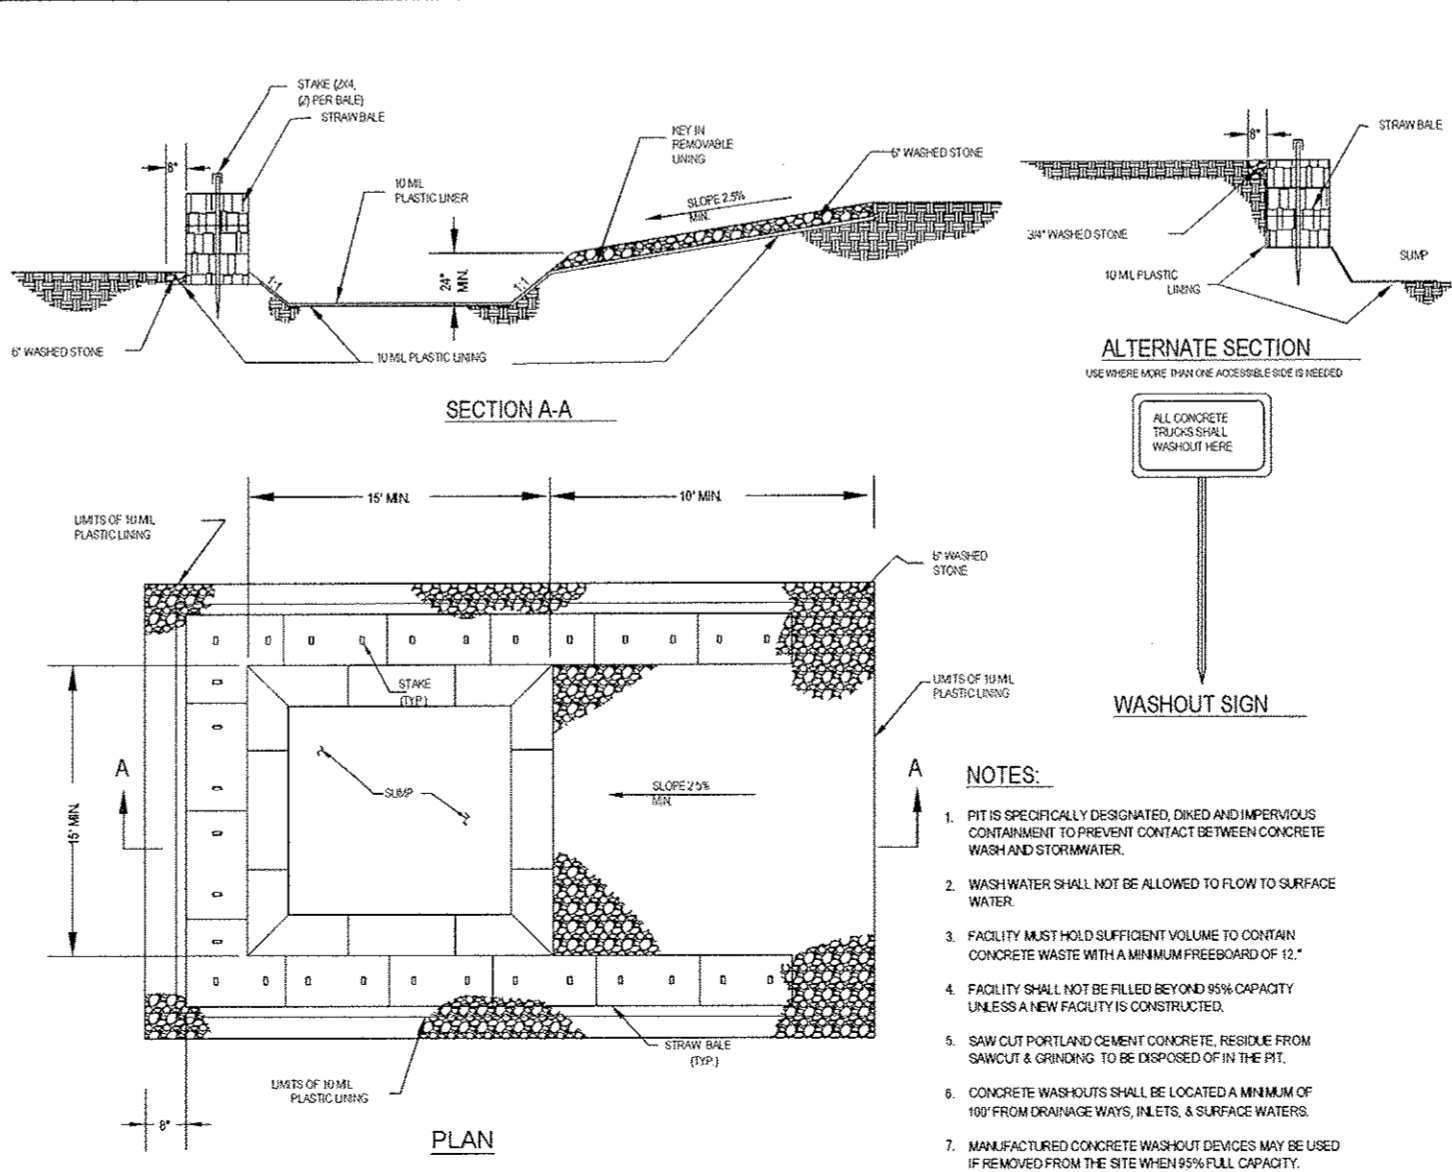 STAKE (2X4,
(2) PER BALE)
STRAW BALE
8"
10 MIL
PLASTIC LINER
KEY IN
REMOVABLE
LINING
6" WASHED STONE
SLOPE 2.5%
MIN.
24"
MIN.
1:1
1:1
6" WASHED STONE
10 MIL PLASTIC LINING
SECTION A-A
8"
STRAW BALE
3/4" WASHED STONE
10 MIL PLASTIC
LINING
SUMP
ALTERNATE SECTION
USE WHERE MORE THAN ONE ACCESSIBLE SIDE IS NEEDED
ALL CONCRETE
TRUCKS SHALL
WASHOUT HERE
WASHOUT SIGN
15' MIN.
10' MIN.
LIMITS OF 10 MIL
PLASTIC LINING
6" WASHED
STONE
STAKE
(TYP.)
LIMITS OF 10 MIL
PLASTIC LINING
A
A
15' MIN.
SUMP
SLOPE 2.5%
MIN.
STRAW BALE
(TYP.)
LIMITS OF 10 MIL
PLASTIC LINING
8"
PLAN
NOTES:
1. PIT IS SPECIFICALLY DESIGNATED, DIKED AND IMPERVIOUS
CONTAINMENT TO PREVENT CONTACT BETWEEN CONCRETE
WASH AND STORMWATER.
2. WASH WATER SHALL NOT BE ALLOWED TO FLOW TO SURFACE
WATER.
3. FACILITY MUST HOLD SUFFICIENT VOLUME TO CONTAIN
CONCRETE WASTE WITH A MINIMUM FREEBOARD OF 12."
4. FACILITY SHALL NOT BE FILLED BEYOND 95% CAPACITY
UNLESS A NEW FACILITY IS CONSTRUCTED.
5. SAW CUT PORTLAND CEMENT CONCRETE, RESIDUE FROM
SAWCUT & GRINDING TO BE DISPOSED OF IN THE PIT.
6. CONCRETE WASHOUTS SHALL BE LOCATED A MINIMUM OF
100' FROM DRAINAGE WAYS, INLETS, & SURFACE WATERS.
7. MANUFACTURED CONCRETE WASHOUT DEVICES MAY BE USED
IF REMOVED FROM THE SITE WHEN 95% FULL CAPACITY.